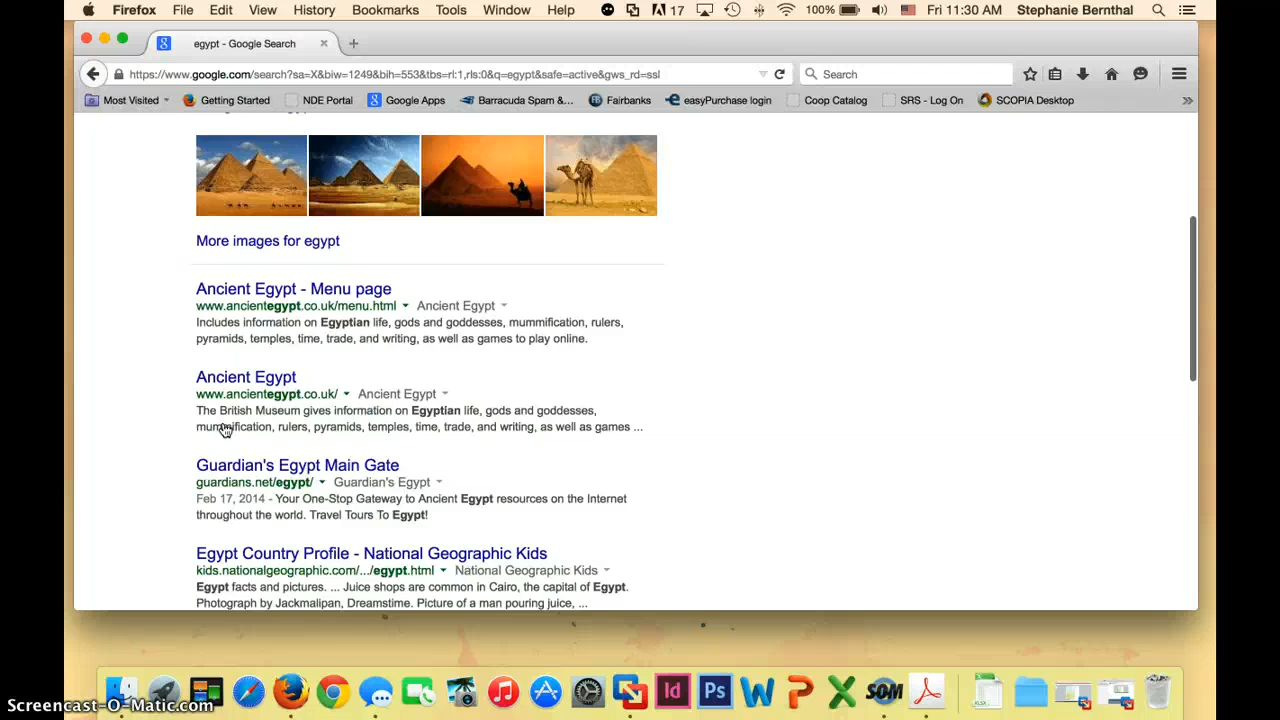 Firefox File Edit View History Bookmarks Tools Window Help 17 100% Fri 11:30 AM Stephanie Bernthal
egypt - Google Search
https://www.google.com/search?sa=X&biw=1249&bih=553&tbs=rl:1,rls:0&q=egypt&safe=active&gws_rd=ssl Search
Most Visited Getting Started NDE Portal Google Apps Barracuda Spam &... Fairbanks easyPurchase login Coop Catalog SRS - Log On SCOPIA Desktop
More images for egypt
Ancient Egypt - Menu page
www.ancientegypt.co.uk/menu.html Ancient Egypt
Includes information on Egyptian life, gods and goddesses, mummification, rulers,
pyramids, temples, time, trade, and writing, as well as games to play online.
Ancient Egypt
www.ancientegypt.co.uk/ Ancient Egypt
The British Museum gives information on Egyptian life, gods and goddesses,
mummification, rulers, pyramids, temples, time, trade, and writing, as well as games ...
Guardian's Egypt Main Gate
guardians.net/egypt/ Guardian's Egypt
Feb 17, 2014 - Your One-Stop Gateway to Ancient Egypt resources on the Internet
throughout the world. Travel Tours To Egypt!
Egypt Country Profile - National Geographic Kids
kids.nationalgeographic.com/.../egypt.html National Geographic Kids
Egypt facts and pictures. ... Juice shops are common in Cairo, the capital of Egypt.
Photograph by Jackmalipan, Dreamstime. Picture of a man pouring juice, ...
Id Ps W P X SOM
Screencast-O-Matic.com